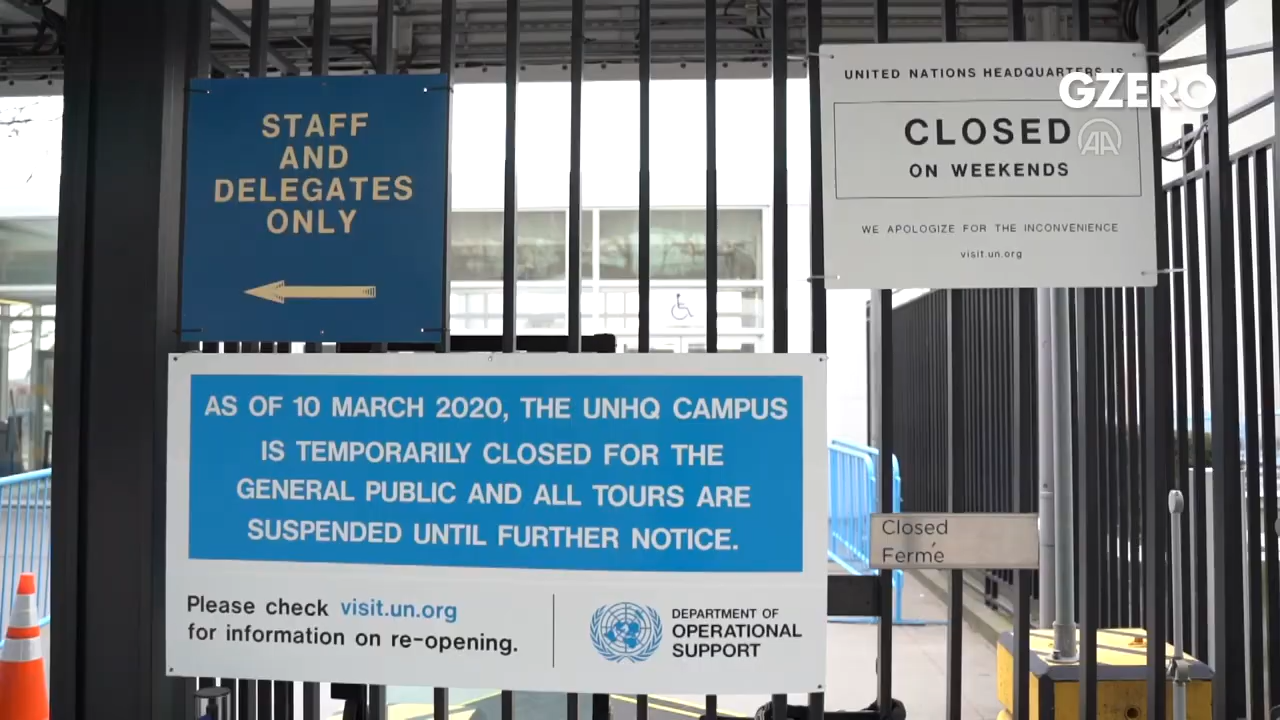 STAFF
AND
DELEGATES
ONLY
UNITED NATIONS HEADQUARTERS IS
CLOSED
ON WEEKENDS
WE APOLOGIZE FOR THE INCONVENIENCE
visit.un.org
GZERO
AA
AS OF 10 MARCH 2020, THE UNHQ CAMPUS
IS TEMPORARILY CLOSED FOR THE
GENERAL PUBLIC AND ALL TOURS ARE
SUSPENDED UNTIL FURTHER NOTICE.
Please check visit.un.org
for information on re-opening.
DEPARTMENT OF
OPERATIONAL
SUPPORT
Closed
Fermé